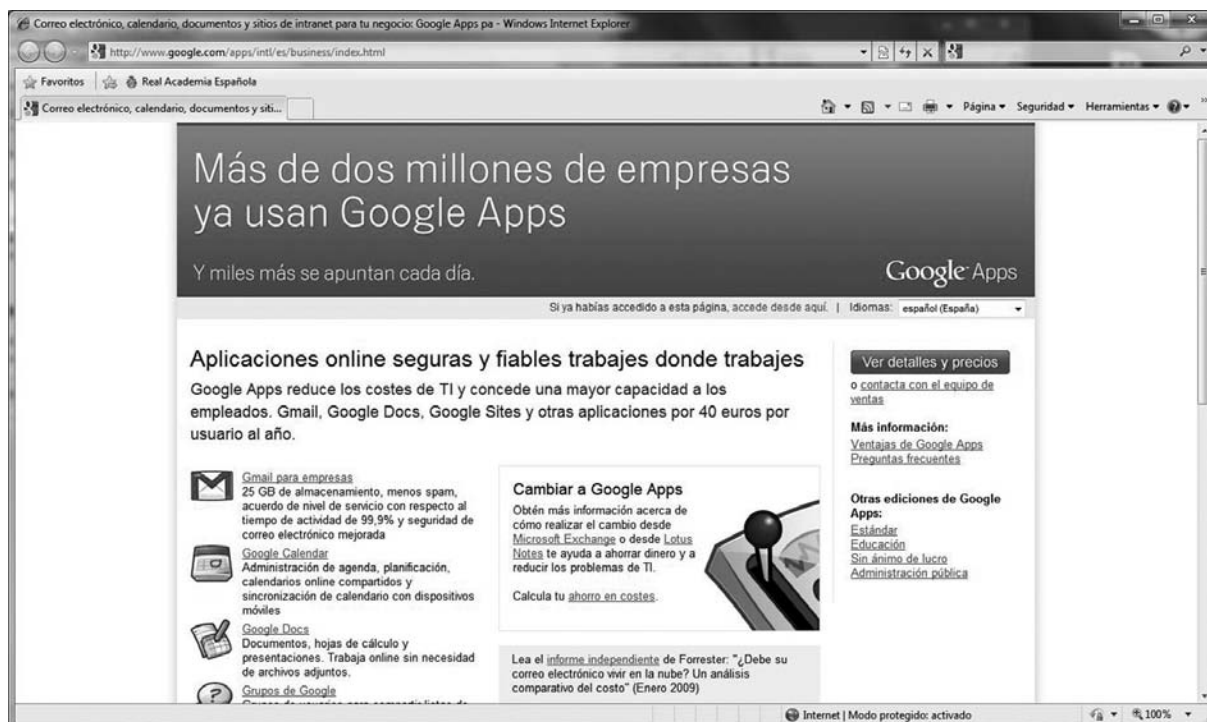 Correo electrónico, calendario, documentos y sitios de intranet para tu negocio: Google Apps pa - Windows Internet Explorer
http://www.google.com/apps/intl/es/business/index.html
Favoritos
Real Academia Española
Correo electrónico, calendario, documentos y siti...
Página
Seguridad
Herramientas
Más de dos millones de empresas
ya usan Google Apps
Y miles más se apuntan cada día.
Google Apps
Si ya habías accedido a esta página, accede desde aquí. | Idiomas: español (España)
Aplicaciones online seguras y fiables trabajes donde trabajes
Google Apps reduce los costes de TI y concede una mayor capacidad a los
empleados. Gmail, Google Docs, Google Sites y otras aplicaciones por 40 euros por
usuario al año.
Gmail para empresas
25 GB de almacenamiento, menos spam,
acuerdo de nivel de servicio con respecto al
tiempo de actividad de 99,9% y seguridad de
correo electrónico mejorada
Google Calendar
Administración de agenda, planificación,
calendarios online compartidos y
sincronización de calendario con dispositivos
móviles
Google Docs
Documentos, hojas de cálculo y
presentaciones. Trabaja online sin necesidad
de archivos adjuntos.
Grupos de Google
Cambiar a Google Apps
Obtén más información acerca de
cómo realizar el cambio desde
Microsoft Exchange o desde Lotus
Notes te ayuda a ahorrar dinero y a
reducir los problemas de TI.
Calcula tu ahorro en costes.
Lea el informe independiente de Forrester: "¿Debe su
correo electrónico vivir en la nube? Un análisis
comparativo del costo" (Enero 2009)
Ver detalles y precios
o contacta con el equipo de
ventas
Más información:
Ventajas de Google Apps
Preguntas frecuentes
Otras ediciones de Google
Apps:
Estándar
Educación
Sin ánimo de lucro
Administración pública
Internet | Modo protegido: activado
100%